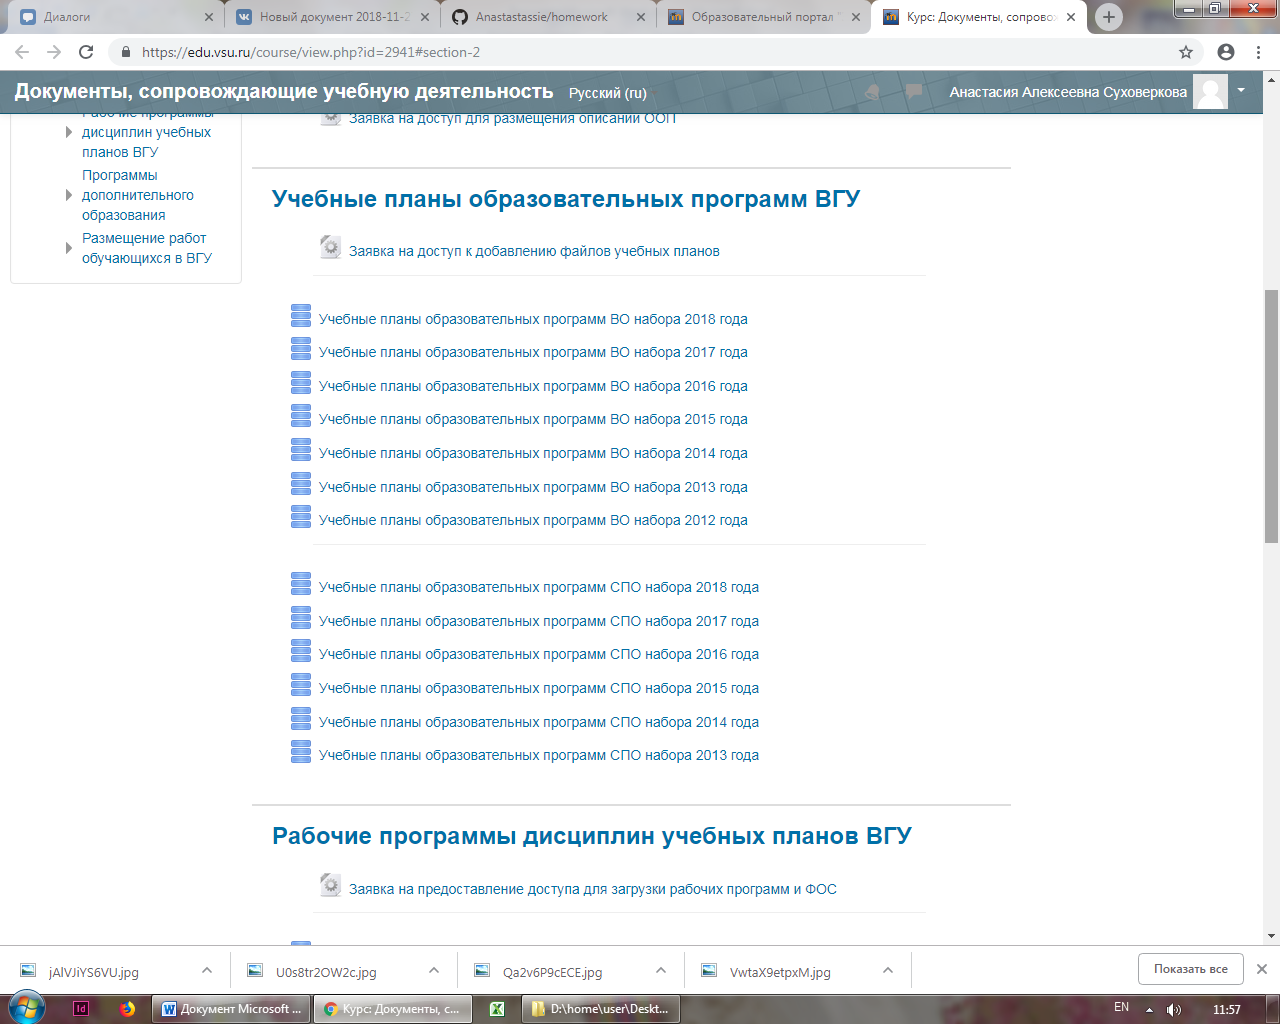 Диалоги
Новый документ 2018-11-2
Anastastassie/homework
Образовательный портал "
Курс: Документы, сопрово
https://edu.vsu.ru/course/view.php?id=2941#section-2
Документы, сопровождающие учебную деятельность
Русский (ru)
Анастасия Алексеевна Суховеркова
Рабочие программы
дисциплин учебных
планов ВГУ
Программы
дополнительного
образования
Размещение работ
обучающихся в ВГУ
Заявка на доступ для размещения описаний ООП
Учебные планы образовательных программ ВГУ
Заявка на доступ к добавлению файлов учебных планов
Учебные планы образовательных программ ВО набора 2018 года
Учебные планы образовательных программ ВО набора 2017 года
Учебные планы образовательных программ ВО набора 2016 года
Учебные планы образовательных программ ВО набора 2015 года
Учебные планы образовательных программ ВО набора 2014 года
Учебные планы образовательных программ ВО набора 2013 года
Учебные планы образовательных программ ВО набора 2012 года
Учебные планы образовательных программ СПО набора 2018 года
Учебные планы образовательных программ СПО набора 2017 года
Учебные планы образовательных программ СПО набора 2016 года
Учебные планы образовательных программ СПО набора 2015 года
Учебные планы образовательных программ СПО набора 2014 года
Учебные планы образовательных программ СПО набора 2013 года
Рабочие программы дисциплин учебных планов ВГУ
Заявка на предоставление доступа для загрузки рабочих программ и ФОС
jAlVJiYS6VU.jpg
U0s8tr2OW2c.jpg
Qa2v6P9cECE.jpg
VwtaX9etpxM.jpg
Показать все
Id
Документ Microsoft ...
Курс: Документы, с...
D:\home\user\Deskt...
EN
11:57